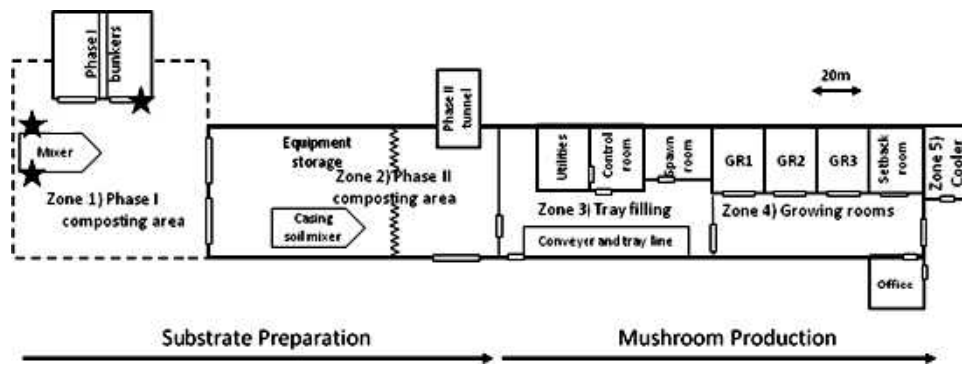 Phase I
bunkers
Mixer
Zone 1) Phase I
composting area
Equipment
storage
Zone 2) Phase II
composting area
Casing
soil mixer
Phase II
tunnel
Utilities
Control
room
Spawn
room
Zone 3) Tray filling
Conveyer and tray line
20m
GR1
GR2
GR3
Setback
room
Zone 5)
Cooler
Zone 4) Growing rooms
Office
Substrate Preparation
Mushroom Production